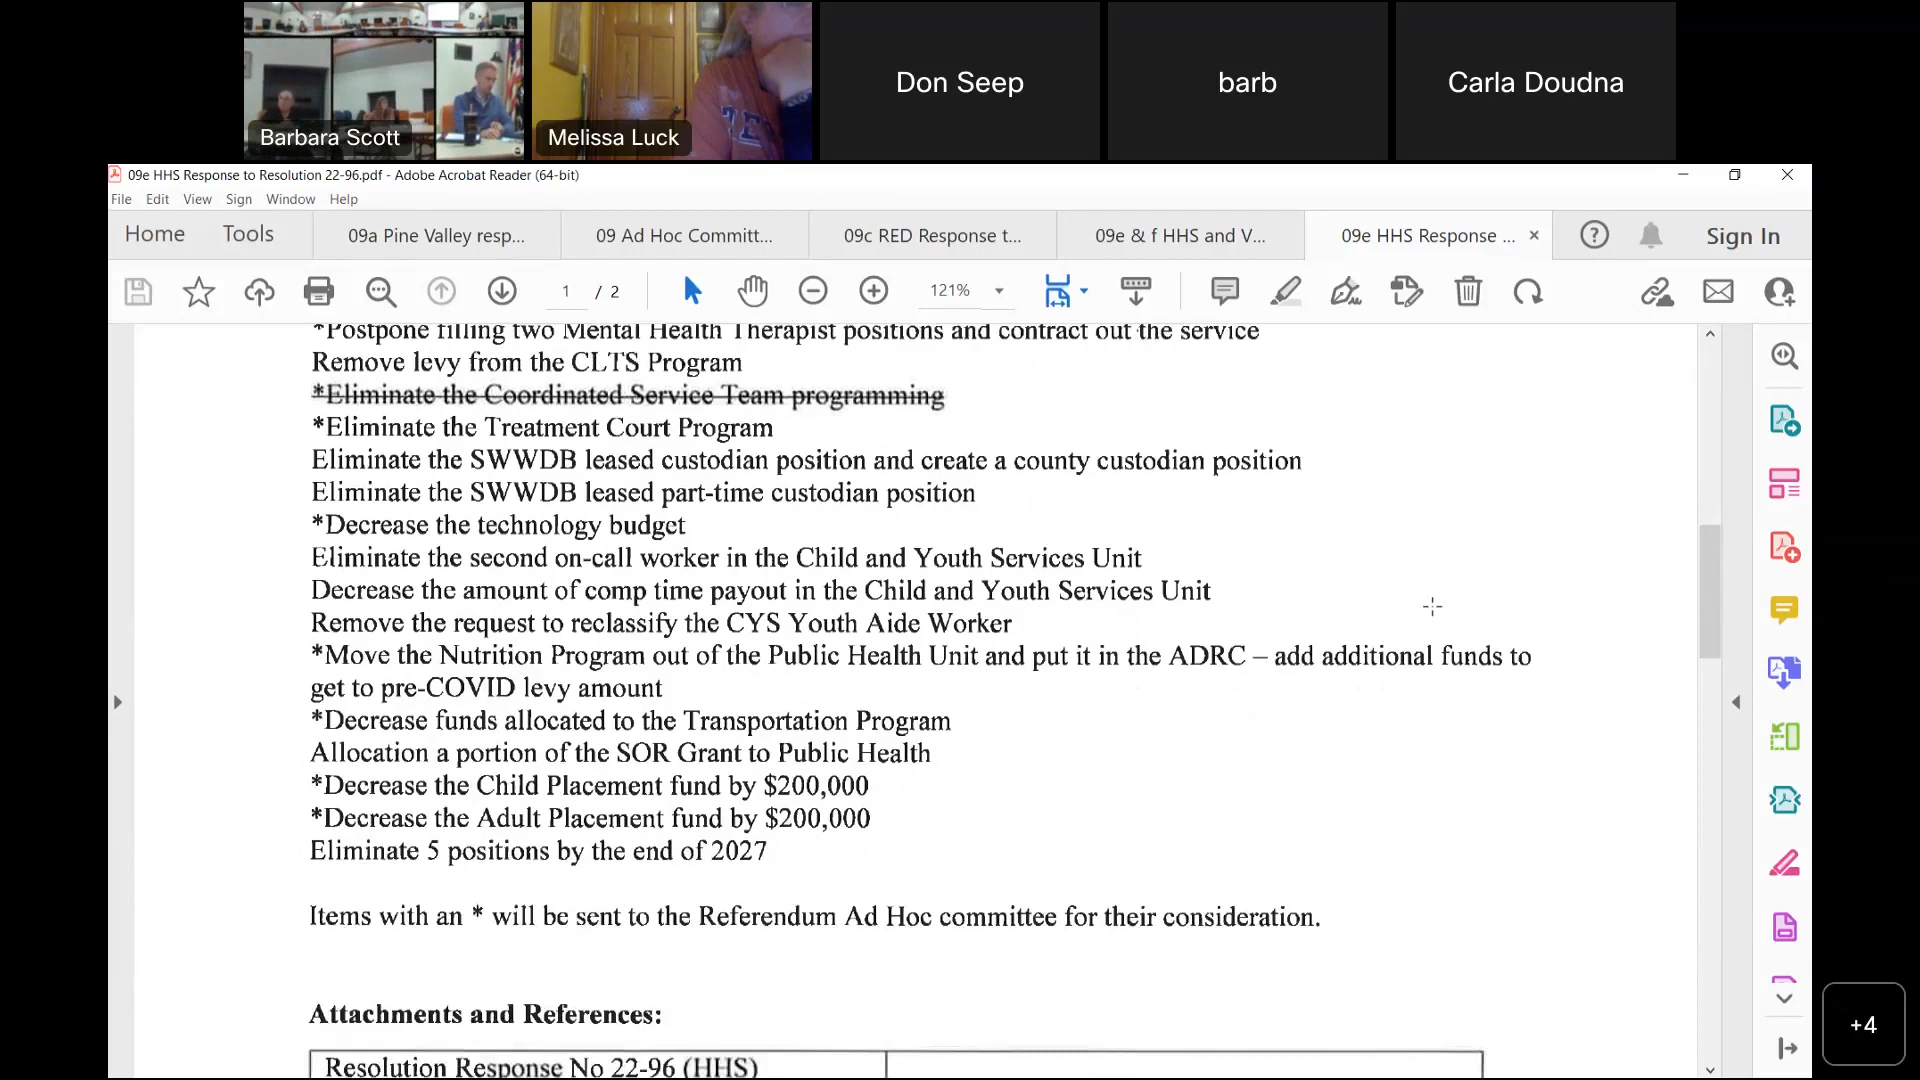 Barbara Scott
Melissa Luck
Don Seep
barb
Carla Doudna
09e HHS Response to Resolution 22-96.pdf - Adobe Acrobat Reader (64-bit)
File Edit View Sign Window Help
Home Tools 09a Pine Valley resp... 09 Ad Hoc Committ... 09c RED Response t... 09e & f HHS and V... 09e HHS Response ... × Sign In
1 / 2 121%
*Postpone filling two Mental Health Therapist positions and contract out the service
Remove levy from the CLTS Program
*Eliminate the Coordinated Service Team programming
*Eliminate the Treatment Court Program
Eliminate the SWWDB leased custodian position and create a county custodian position
Eliminate the SWWDB leased part-time custodian position
*Decrease the technology budget
Eliminate the second on-call worker in the Child and Youth Services Unit
Decrease the amount of comp time payout in the Child and Youth Services Unit
Remove the request to reclassify the CYS Youth Aide Worker
*Move the Nutrition Program out of the Public Health Unit and put it in the ADRC – add additional funds to
get to pre-COVID levy amount
*Decrease funds allocated to the Transportation Program
Allocation a portion of the SOR Grant to Public Health
*Decrease the Child Placement fund by $200,000
*Decrease the Adult Placement fund by $200,000
Eliminate 5 positions by the end of 2027
Items with an * will be sent to the Referendum Ad Hoc committee for their consideration.
Attachments and References:
Resolution Response No 22-96 (HHS)
+4